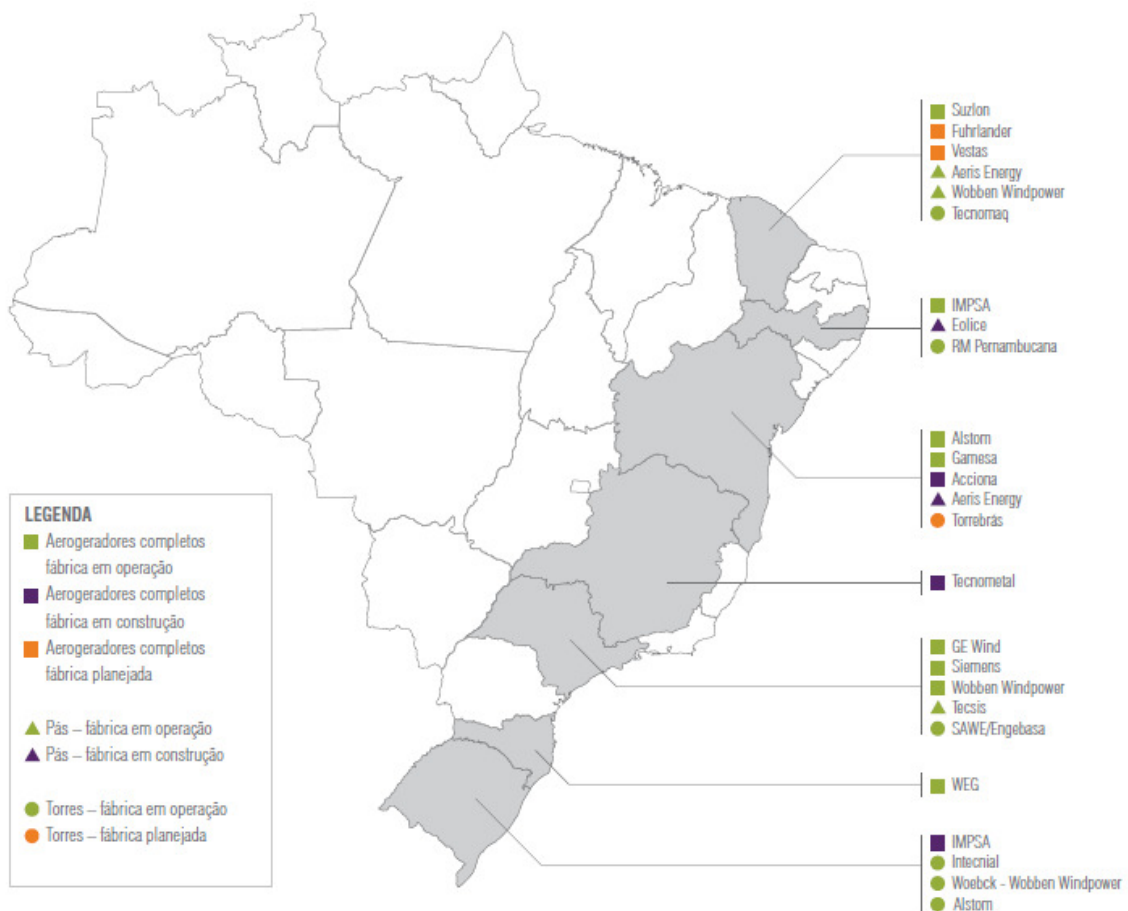 Suzlon
Fuhrlander
Vestas
Aeris Energy
Wobben Windpower
Tecnomaq
IMPSA
Eolice
RM Pernambucana
Alstom
Gamesa
Acciona
Aeris Energy
Torrebrás
Tecnometal
GE Wind
Siemens
Wobben Windpower
Tecsis
SAWE/Engebasa
WEG
IMPSA
Intecnial
Woebck - Wobben Windpower
Alstom
LEGENDA
Aerogeradores completos
fábrica em operação
Aerogeradores completos
fábrica em construção
Aerogeradores completos
fábrica planejada
Pás – fábrica em operação
Pás – fábrica em construção
Torres – fábrica em operação
Torres – fábrica planejada